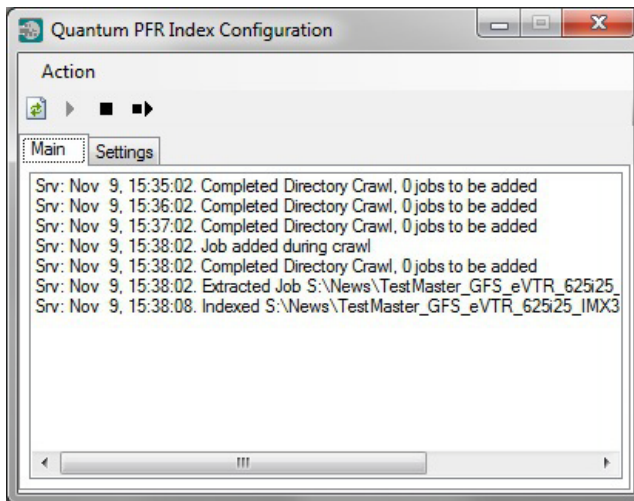 Quantum PFR Index Configuration
Action
Main Settings
Srv: Nov 9, 15:35:02. Completed Directory Crawl, 0 jobs to be added
Srv: Nov 9, 15:36:02. Completed Directory Crawl, 0 jobs to be added
Srv: Nov 9, 15:37:02. Completed Directory Crawl, 0 jobs to be added
Srv: Nov 9, 15:38:02. Job added during crawl
Srv: Nov 9, 15:38:02. Completed Directory Crawl, 0 jobs to be added
Srv: Nov 9, 15:38:02. Extracted Job S:\News\TestMaster_GFS_eVTR_625i25_
Srv: Nov 9, 15:38:08. Indexed S:\News\TestMaster_GFS_eVTR_625i25_IMX3